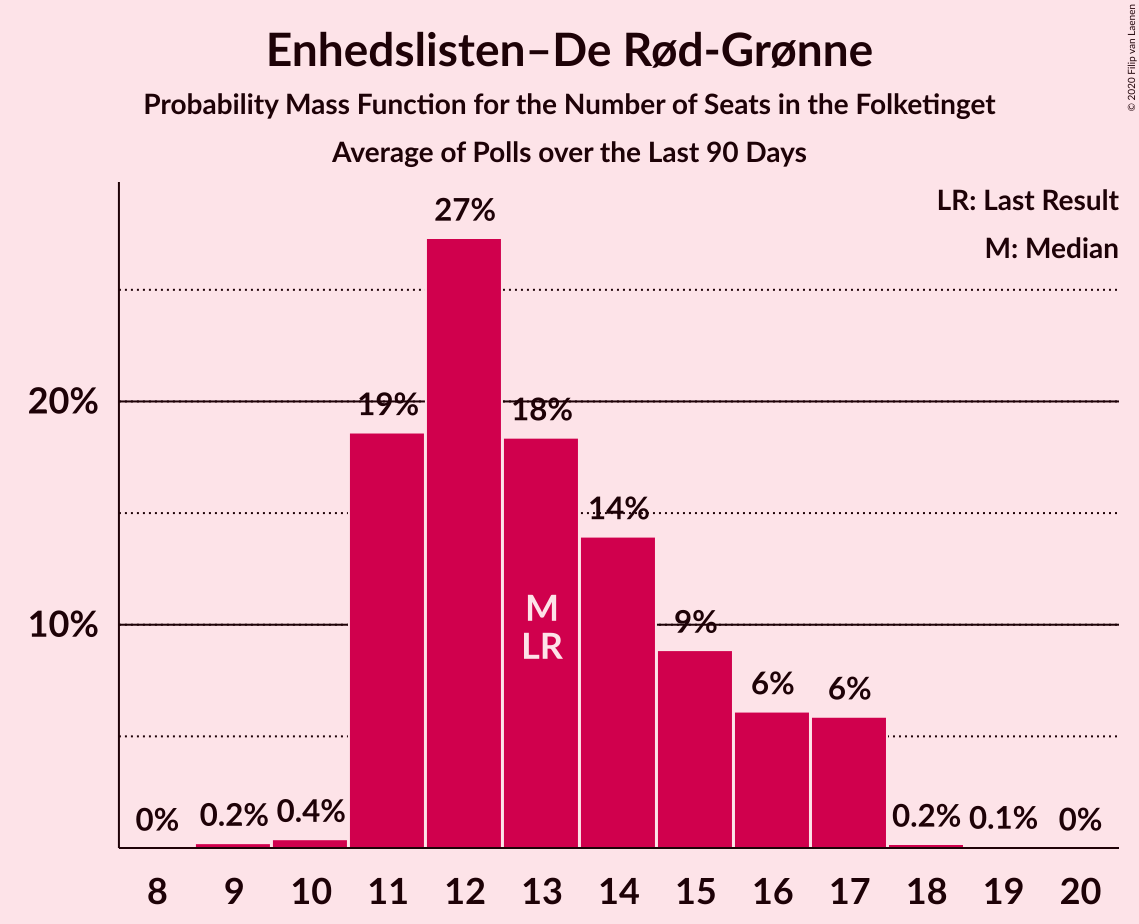 Enhedslisten–De Rød-Grønne
Probability Mass Function for the Number of Seats in the Folketinget
Average of Polls over the Last 90 Days
© 2020 Filip van Laenen
LR: Last Result
M: Median
20%
10%
0%
0.2%
0.4%
19%
27%
18%
14%
9%
6%
6%
0.2%
0.1%
0%
M
LR
8 9 10 11 12 13 14 15 16 17 18 19 20